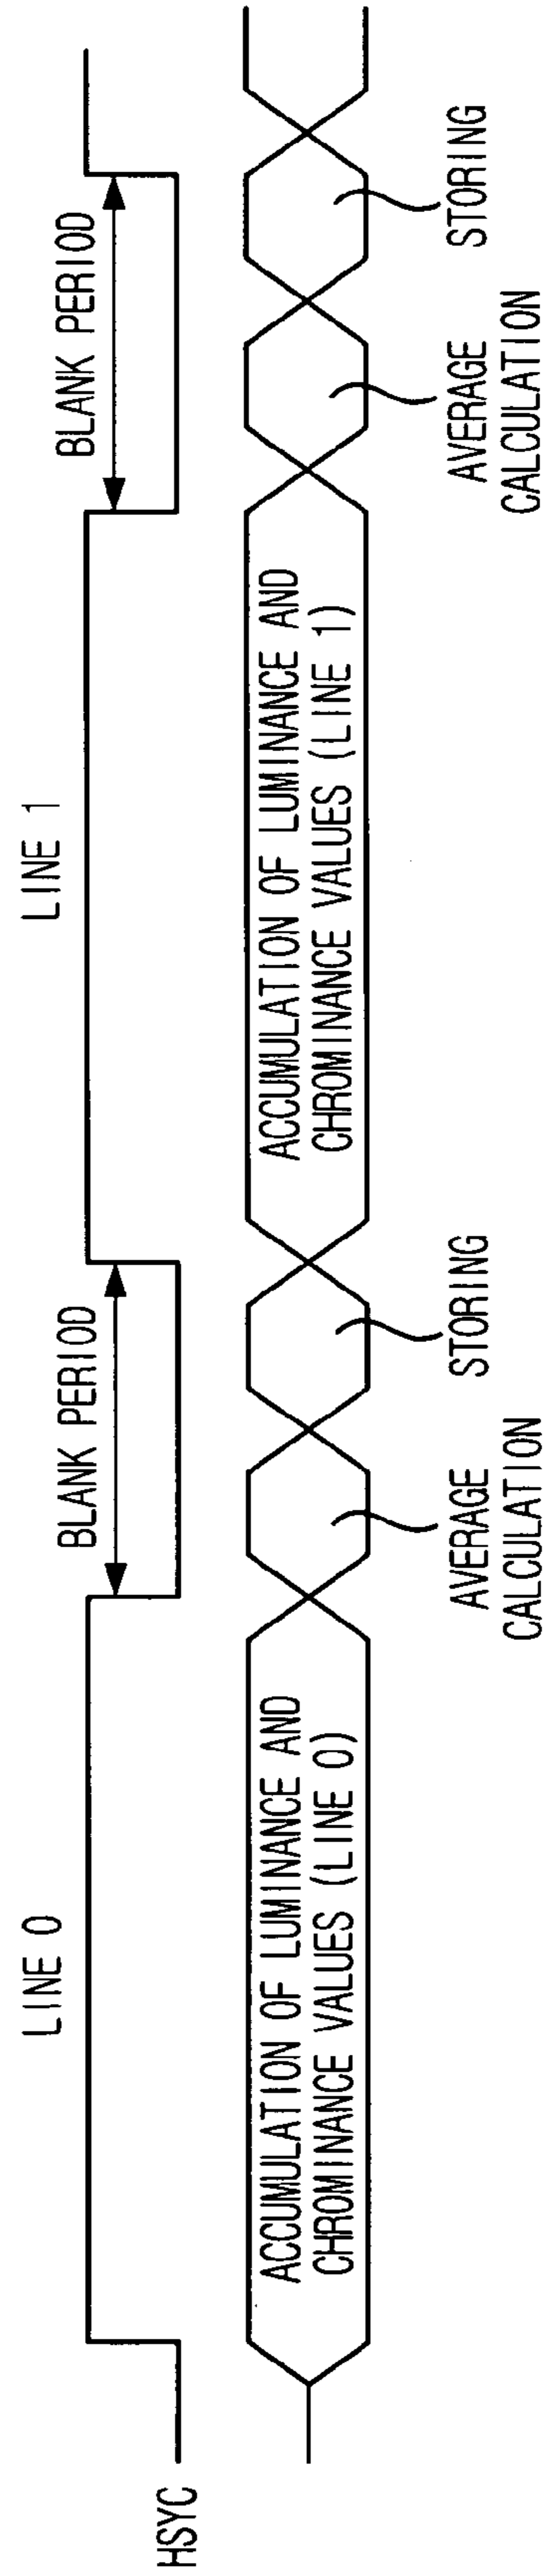 HSYC
LINE 0
BLANK PERIOD
LINE 1
BLANK PERIOD
ACCUMULATION OF LUMINANCE AND
CHROMINANCE VALUES (LINE 0)
AVERAGE
CALCULATION
STORING
ACCUMULATION OF LUMINANCE AND
CHROMINANCE VALUES (LINE 1)
AVERAGE
CALCULATION
STORING